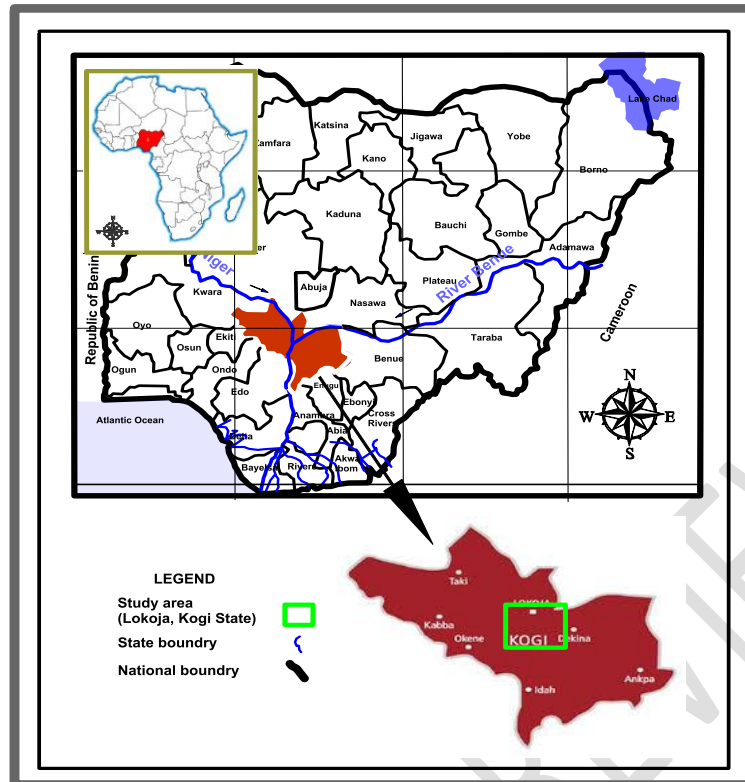 Lake Chad
Katsina
Jigawa
Yobe
Zamfara
Kano
Borno
Kaduna
Bauchi
Gombe
Adamawa
Niger
River Benue
Plateau
Republic of Benin
Kwara
Abuja
Nasawa
Cameroon
Oyo
Ekiti
Osun
Taraba
Benue
Ogun
Ondo
Edo
Enugu
Ebony
Cross
River
Anamara
Atlantic Ocean
Delta
Abia
Bayelsa
Rivers
Akwa
Ibom
N
W
E
S
LEGEND
Study area
(Lokoja, Kogi State)
State boundry
National boundry
Taki
LOKOJA
Kabba
Okene
KOGI
Dekina
Ankpa
Idah